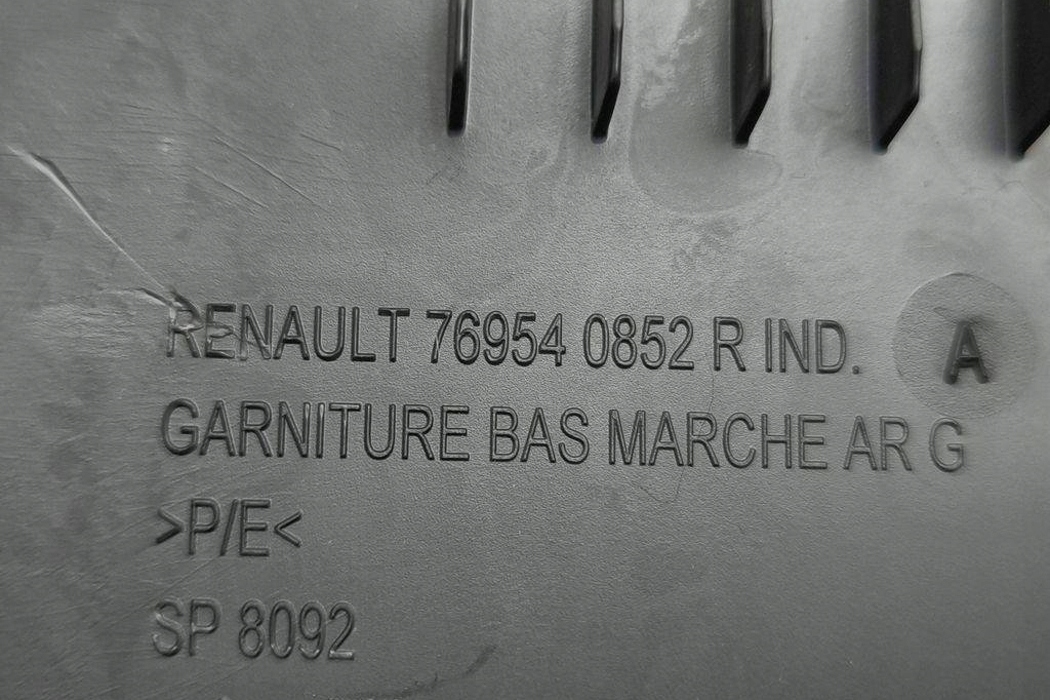 RENAULT 76954 0852 R IND. A
GARNITURE BAS MARCHE AR G
>P/E<
SP 8092